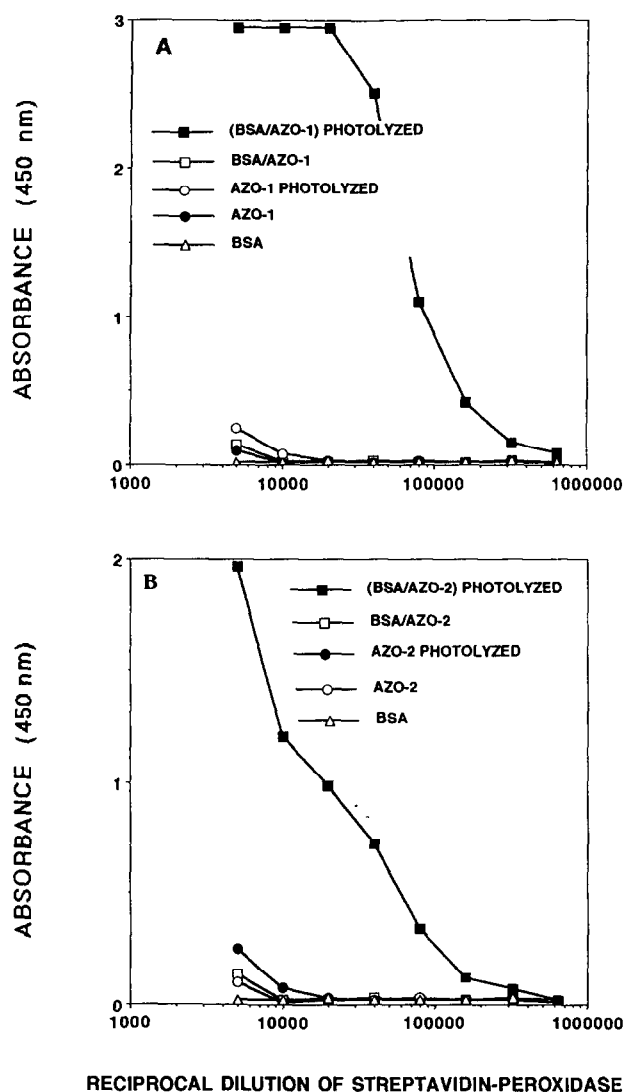 3
A
(BSA/AZO-1) PHOTOLYZED
BSA/AZO-1
AZO-1 PHOTOLYZED
AZO-1
BSA
2
1
0
ABSORBANCE (450 nm)
1000 10000 100000 1000000
2
B
(BSA/AZO-2) PHOTOLYZED
BSA/AZO-2
AZO-2 PHOTOLYZED
AZO-2
BSA
1
0
ABSORBANCE (450 nm)
1000 10000 100000 1000000
RECIPROCAL DILUTION OF STREPTAVIDIN-PEROXIDASE